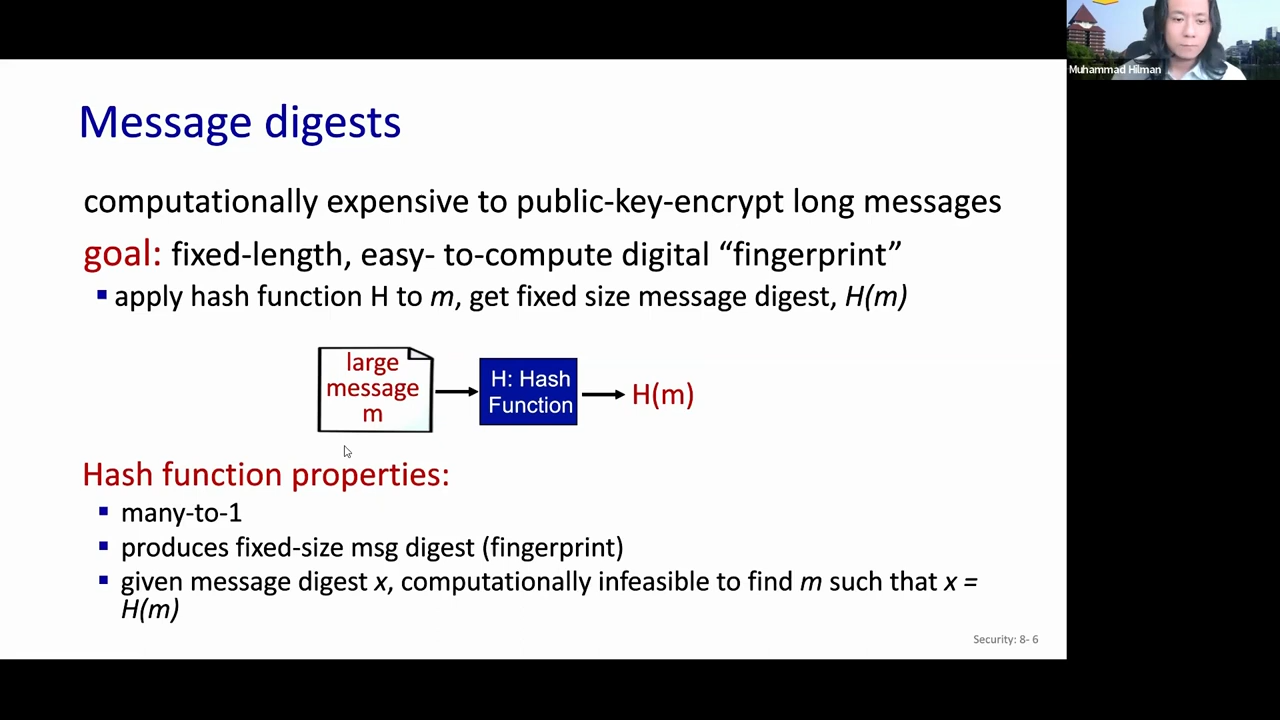 Muhammad Hilman
Message digests
computationally expensive to public-key-encrypt long messages
goal: fixed-length, easy- to-compute digital “fingerprint”
▪ apply hash function H to m, get fixed size message digest, H(m)
large
message
m
H: Hash
Function
H(m)
Hash function properties:
▪ many-to-1
▪ produces fixed-size msg digest (fingerprint)
▪ given message digest x, computationally infeasible to find m such that x =
H(m)
Security: 8- 6